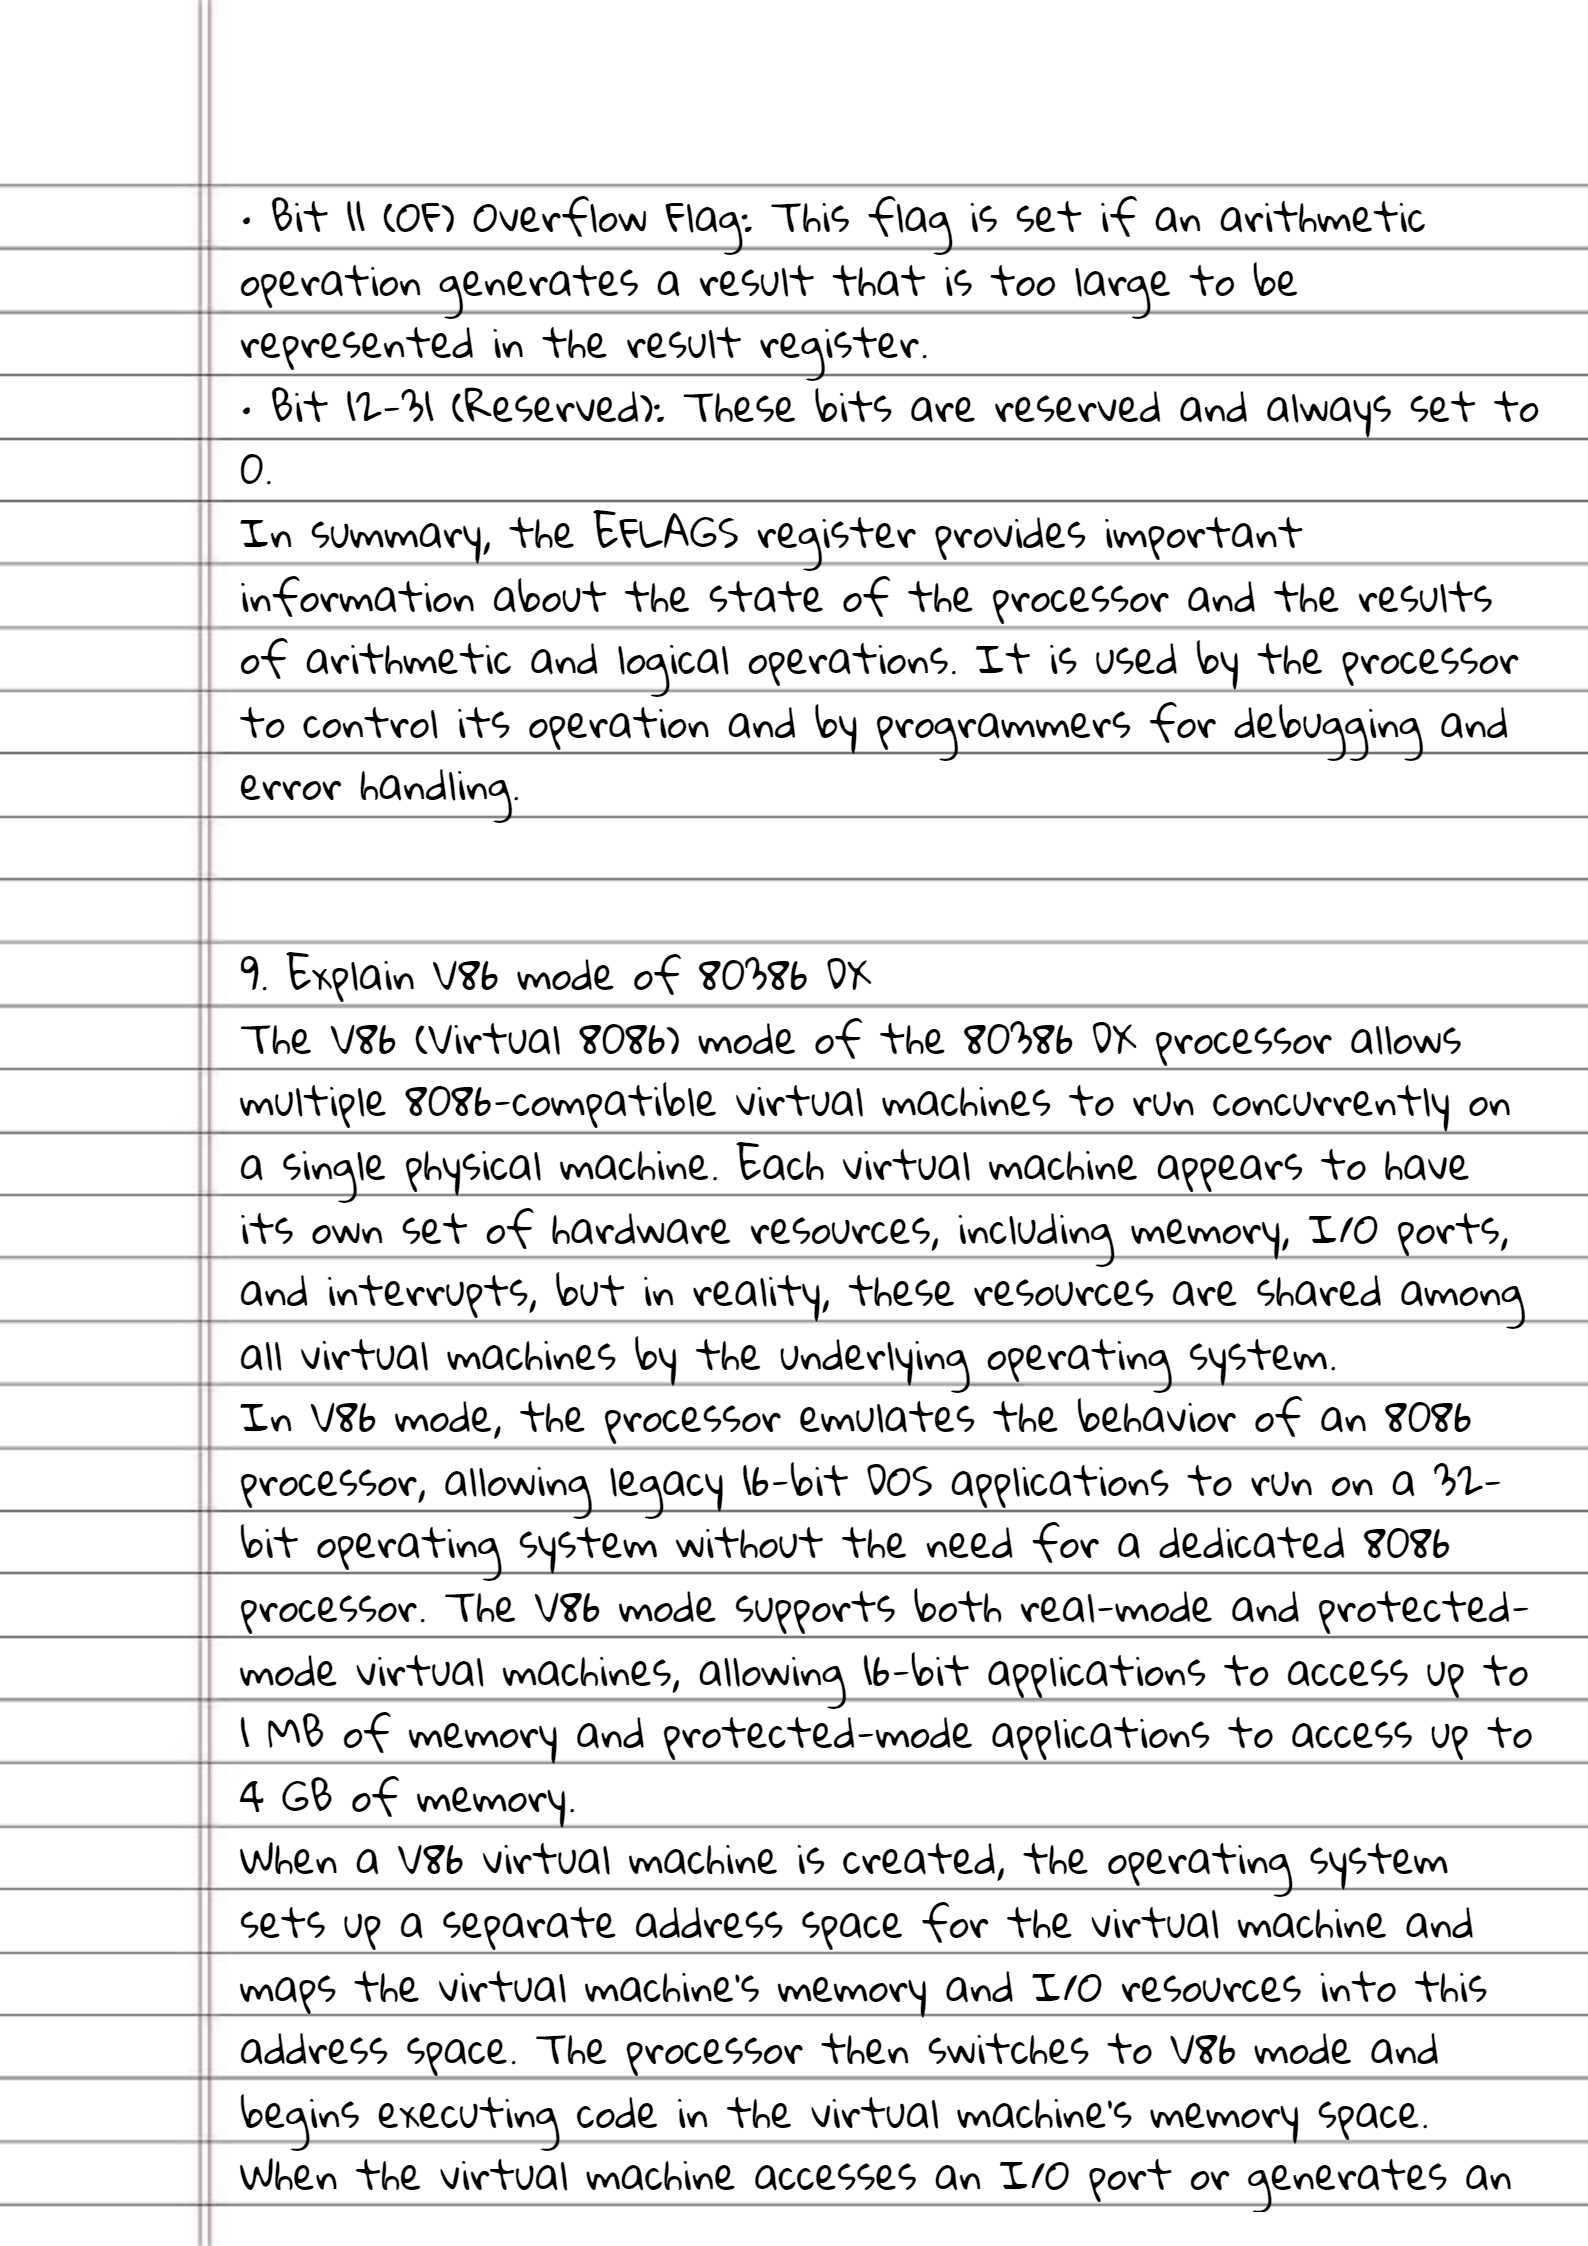 • Bit 11 (OF) Overflow Flag: This flag is set if an arithmetic
operation generates a result that is too large to be
represented in the result register.
• Bit 12-31 (Reserved): These bits are reserved and always set to
0.
In summary, the EFLAGS register provides important
information about the state of the processor and the results
of arithmetic and logical operations. It is used by the processor
to control its operation and by programmers for debugging and
error handling.
9. Explain V86 mode of 80386 DX
The V86 (Virtual 8086) mode of the 80386 DX processor allows
multiple 8086-compatible virtual machines to run concurrently on
a single physical machine. Each virtual machine appears to have
its own set of hardware resources, including memory, I/O ports,
and interrupts, but in reality, these resources are shared among
all virtual machines by the underlying operating system.
In V86 mode, the processor emulates the behavior of an 8086
processor, allowing legacy 16-bit DOS applications to run on a 32-
bit operating system without the need for a dedicated 8086
processor. The V86 mode supports both real-mode and protected-
mode virtual machines, allowing 16-bit applications to access up to
1 MB of memory and protected-mode applications to access up to
4 GB of memory.
When a V86 virtual machine is created, the operating system
sets up a separate address space for the virtual machine and
maps the virtual machine's memory and I/O resources into this
address space. The processor then switches to V86 mode and
begins executing code in the virtual machine's memory space.
When the virtual machine accesses an I/O port or generates an